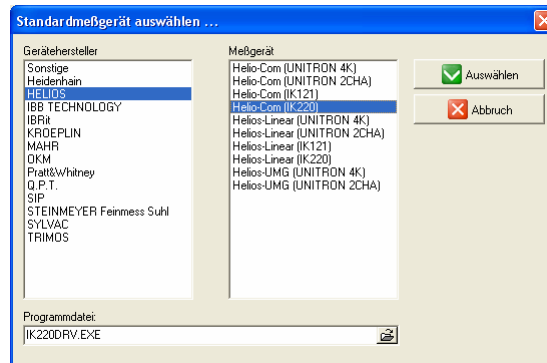 Standardmeßgerät auswählen ...
Gerätehersteller
Sonstige
Heidenhain
HELIOS
IBB TECHNOLOGY
IBRit
KROEPLIN
MAHR
OKM
Pratt&Whitney
Q.P.T.
SIP
STEINMEYER Feinmess Suhl
SYLVAC
TRIMOS
Meßgerät
Helio-Com (UNITRON 4K)
Helio-Com (UNITRON 2CHA)
Helio-Com (IK121)
Helio-Com (IK220)
Helios-Linear (UNITRON 4K)
Helios-Linear (UNITRON 2CHA)
Helios-Linear (IK121)
Helios-Linear (IK220)
Helios-UMG (UNITRON 4K)
Helios-UMG (UNITRON 2CHA)
Auswählen
Abbruch
Programmdatei:
IK220DRV.EXE